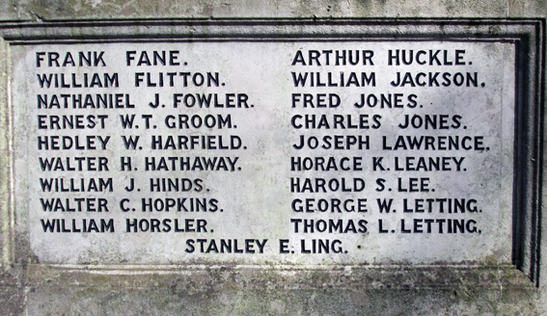 FRANK FANE.
WILLIAM FLITTON.
NATHANIEL J. FOWLER.
ERNEST W.T. GROOM.
HEDLEY W. HARFIELD.
WALTER H. HATHAWAY.
WILLIAM J. HINDS.
WALTER C. HOPKINS.
WILLIAM HORSLER.
ARTHUR HUCKLE.
WILLIAM JACKSON.
FRED JONES.
CHARLES JONES.
JOSEPH LAWRENCE.
HORACE K. LEANEY.
HAROLD S. LEE.
GEORGE W. LETTING.
THOMAS L. LETTING.
STANLEY E. LING.